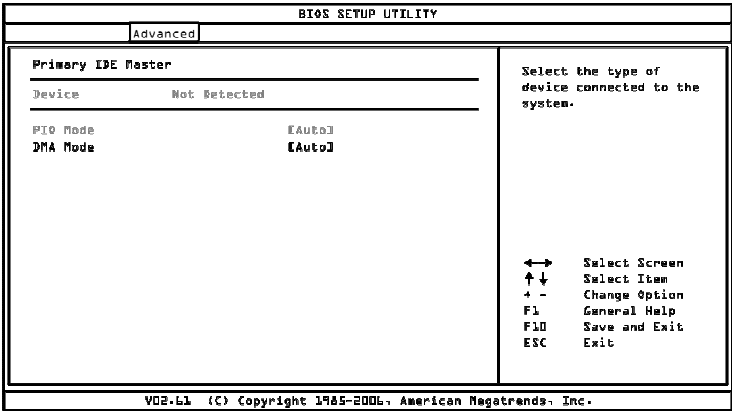 BIOS SETUP UTILITY
Advanced
Primary IDE Master
Device Not Detected
PIO Mode [Auto]
DMA Mode [Auto]
Select the type of
device connected to the
system.
Select Screen
Select Item
+ - Change Option
F1 General Help
F10 Save and Exit
ESC Exit
V02.61 (C) Copyright 1985-2006, American Megatrends, Inc.